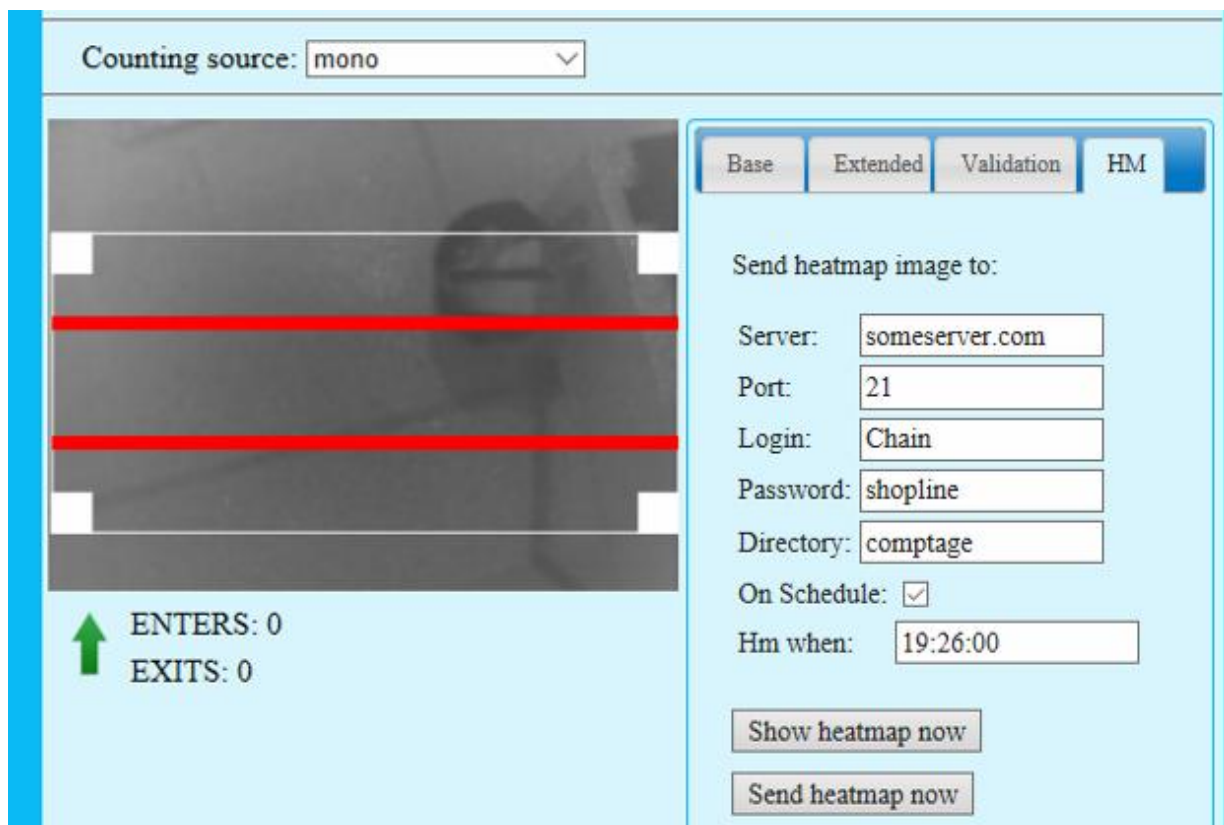 Counting source: mono
Base Extended Validation HM
Send heatmap image to:
Server: someserver.com
Port: 21
Login: Chain
Password: shopline
Directory: comptage
On Schedule:
Hm when: 19:26:00
Show heatmap now
Send heatmap now
ENTERS: 0
EXITS: 0